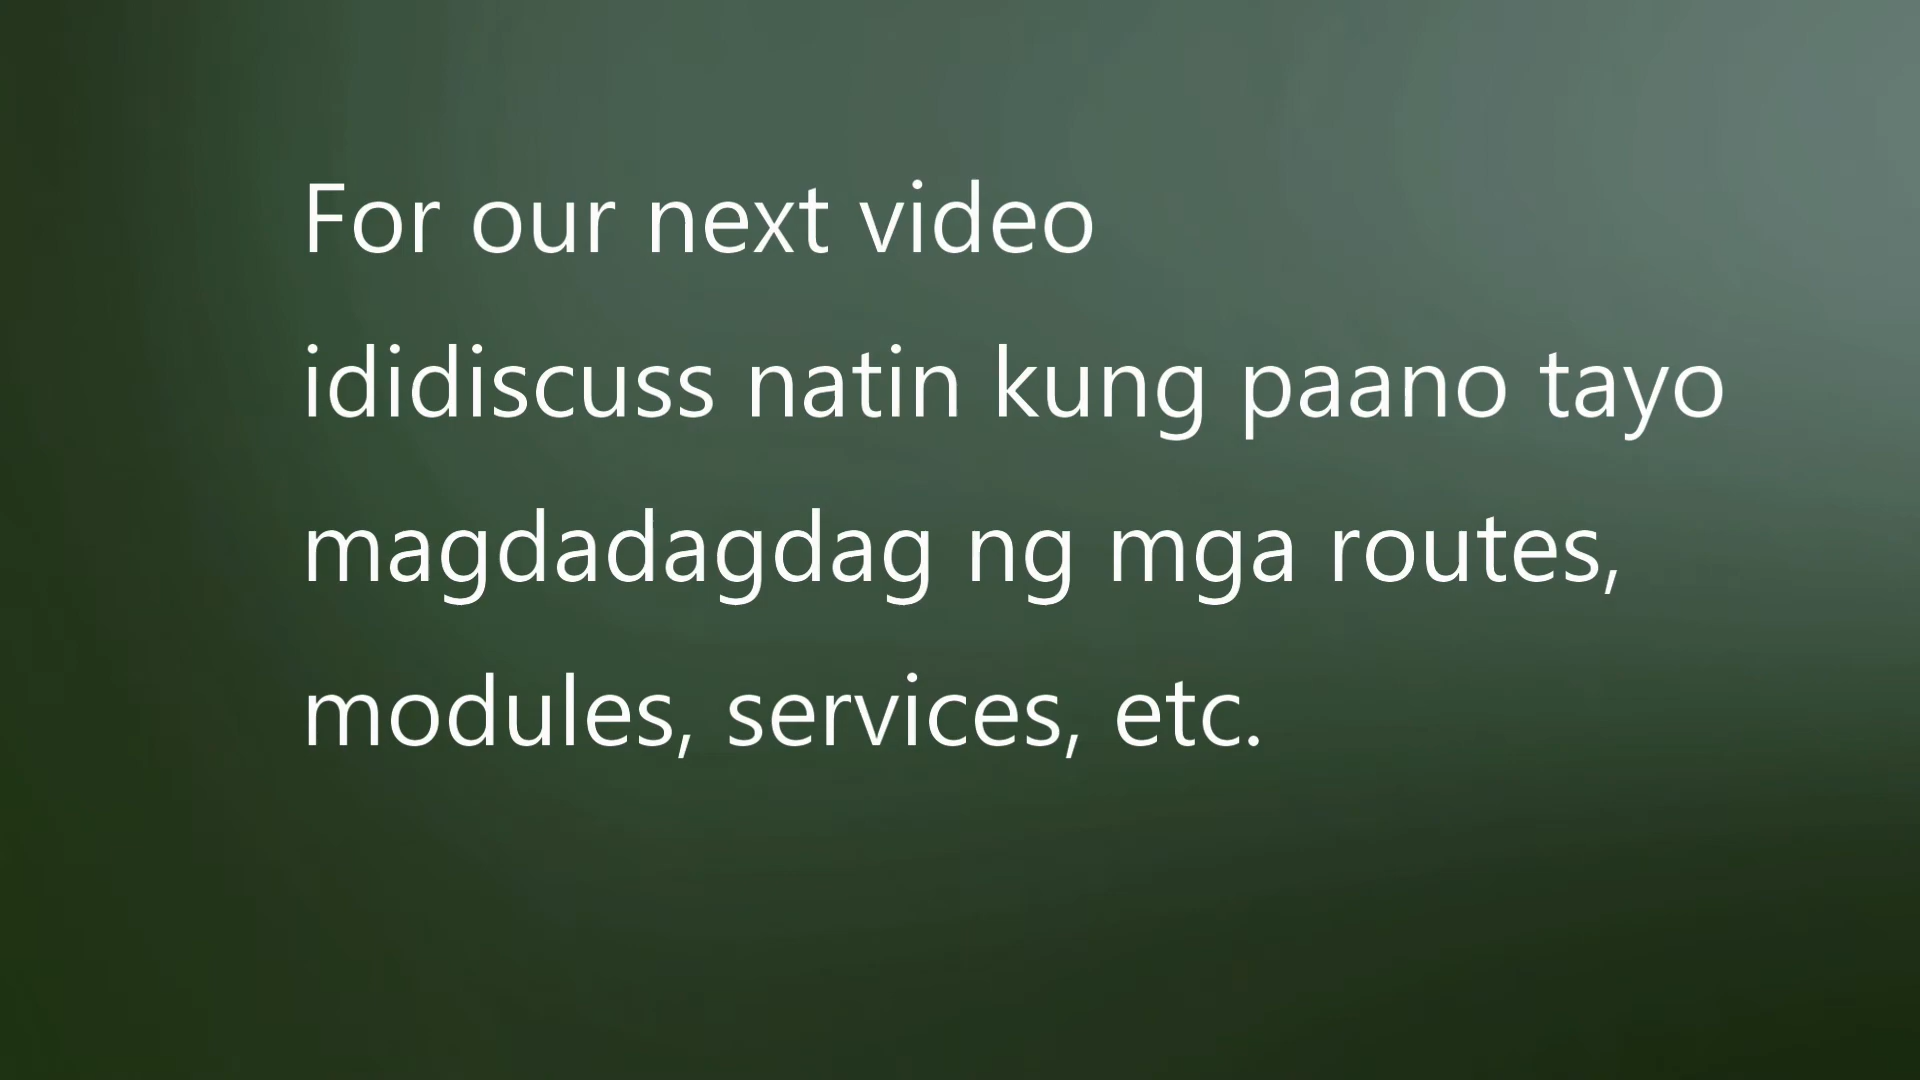 For our next video
ididiscuss natin kung paano tayo
magdadagdag ng mga routes,
modules, services, etc.